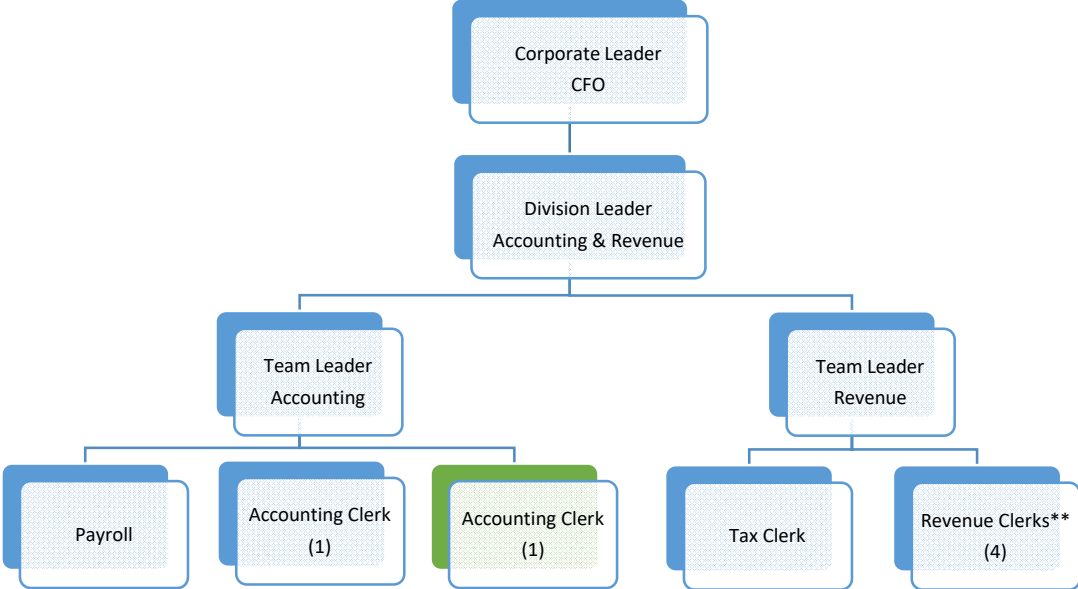 Corporate Leader
CFO
Division Leader
Accounting & Revenue
Team Leader
Accounting
Team Leader
Revenue
Payroll
Accounting Clerk
(1)
Accounting Clerk
(1)
Tax Clerk
Revenue Clerks**
(4)